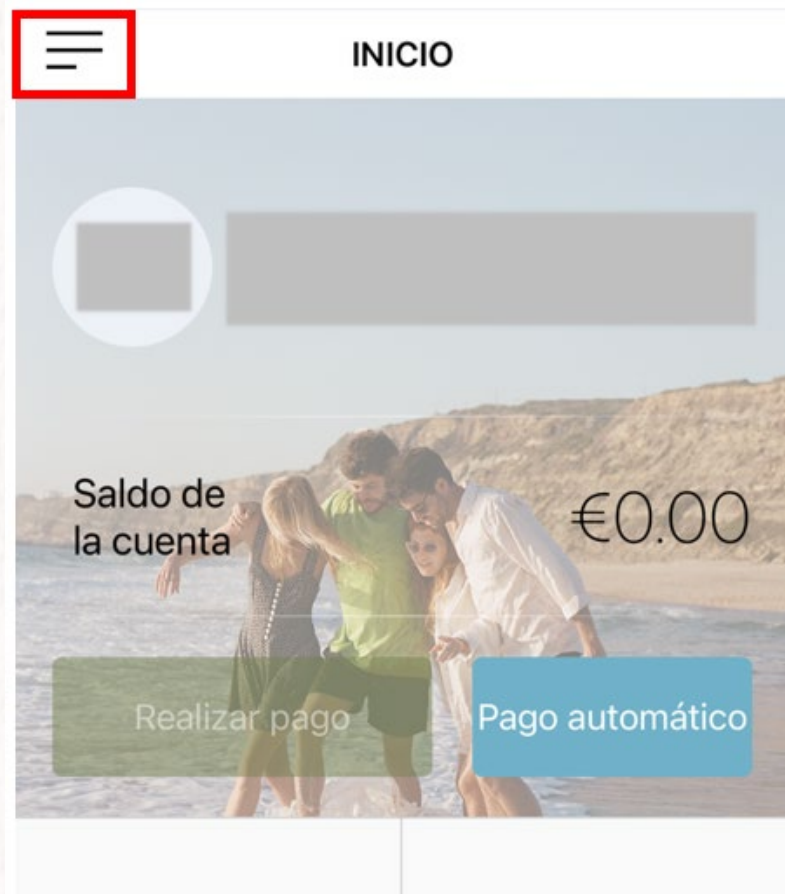 INICIO
Saldo de
la cuenta
€0.00
Realizar pago
Pago automático